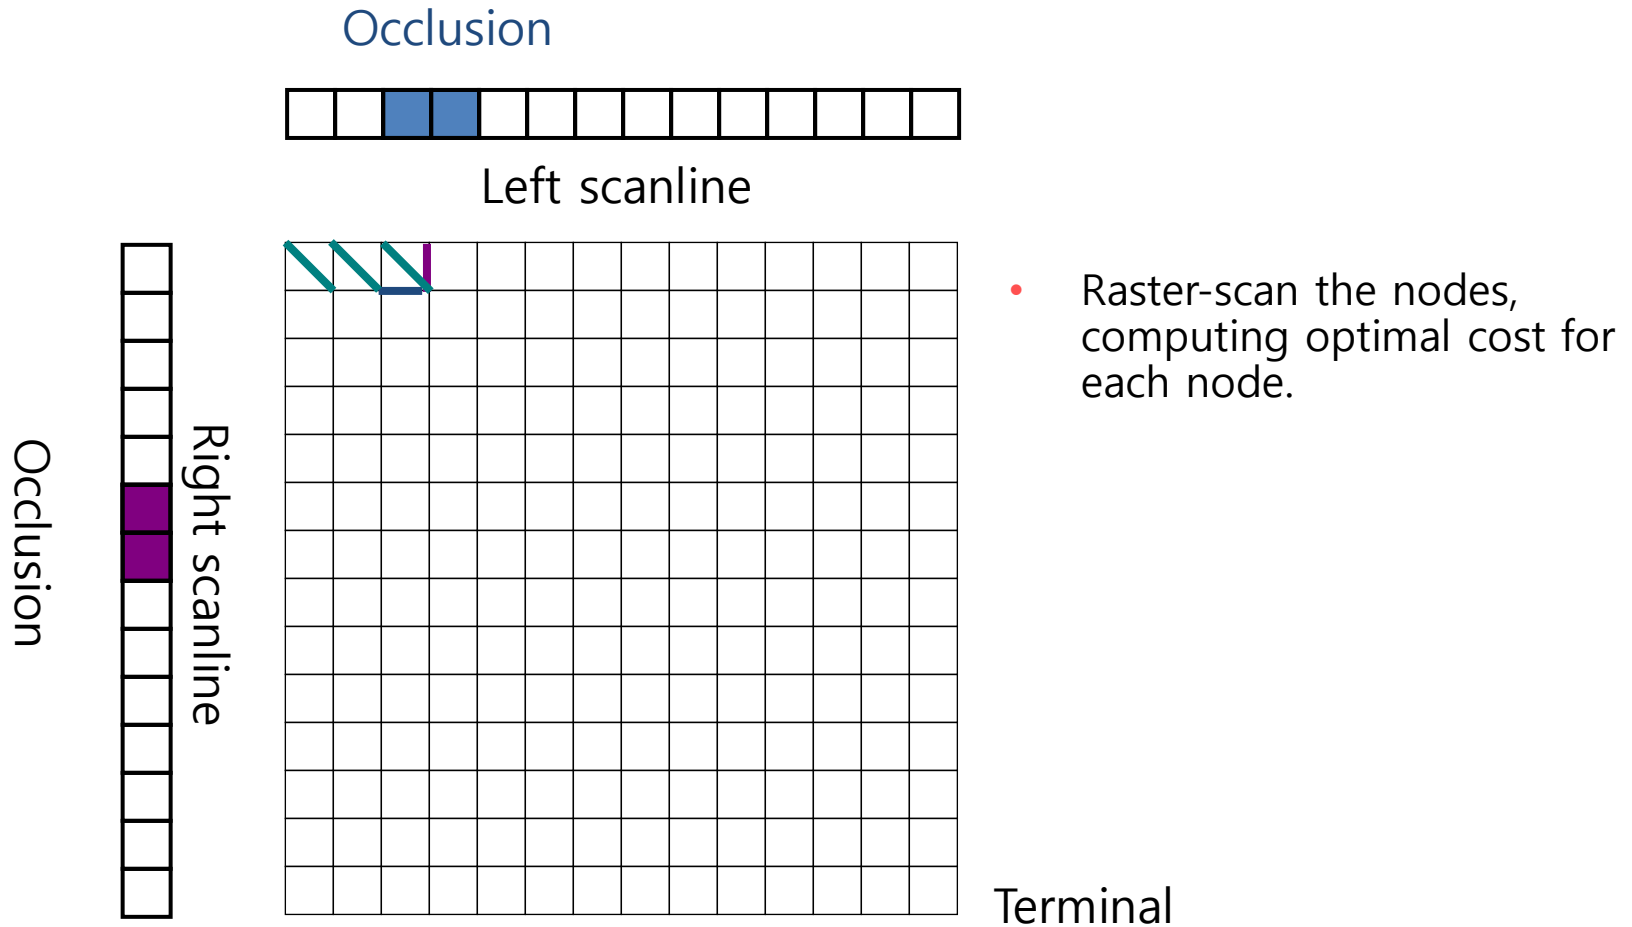 Occlusion
Left scanline
Occlusion
Right scanline
• Raster-scan the nodes,
computing optimal cost for
each node.
Terminal